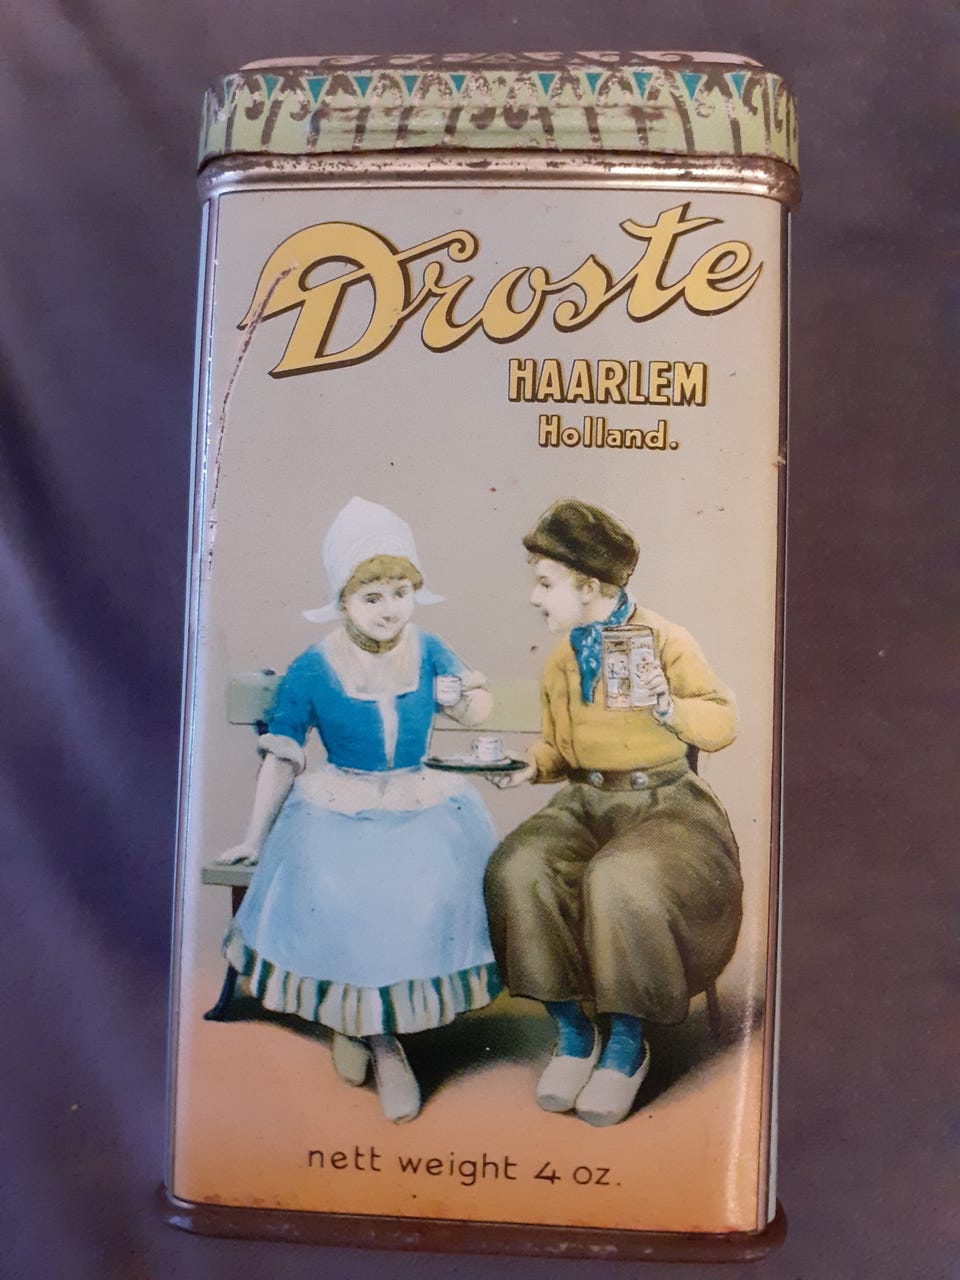 Droste
HAARLEM
Holland.
nett weight 4 oz.